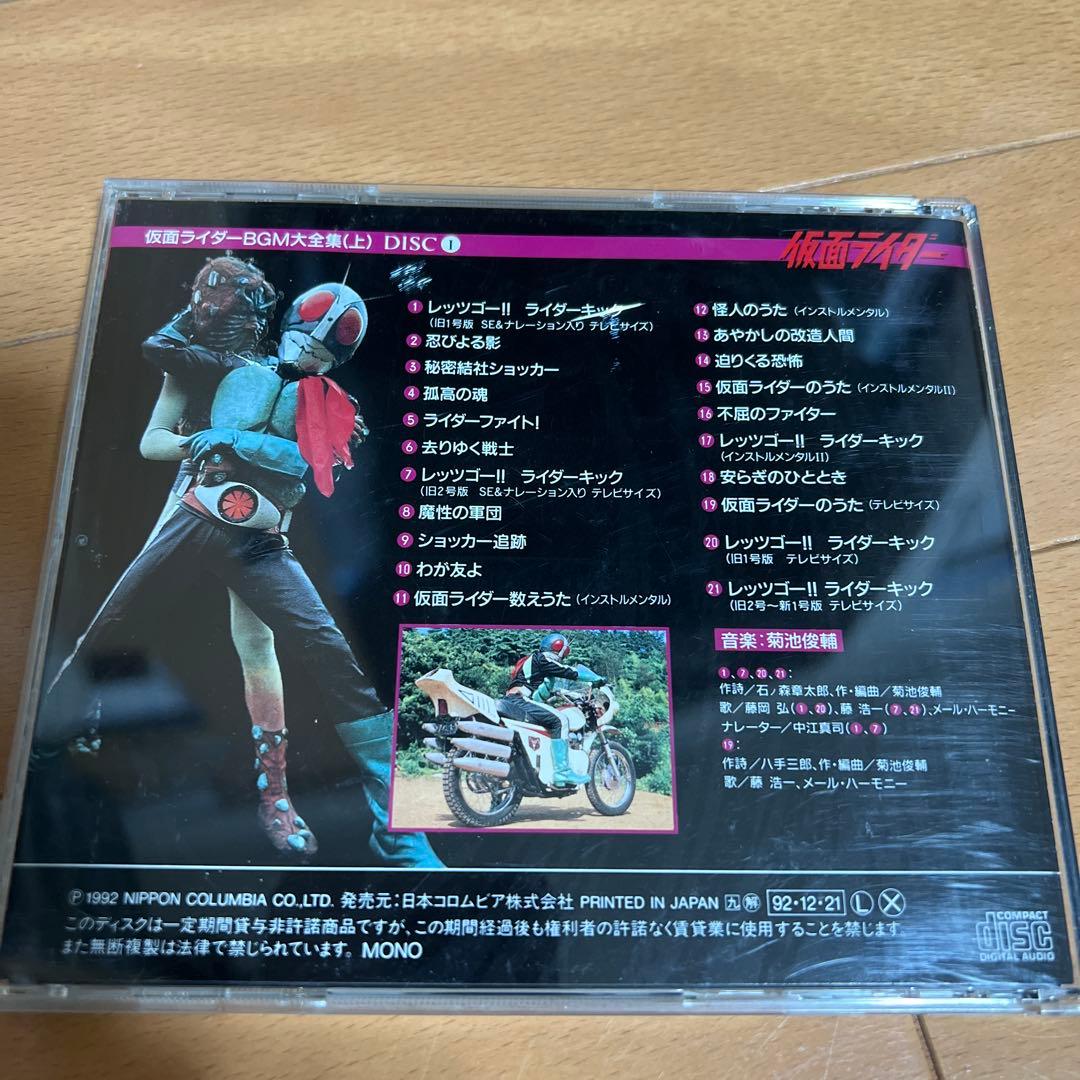 仮面ライダーBGM大全集(上) DISC 1
仮面ライダー
1 レッツゴー!! ライダーキック
(旧1号版 SE&ナレーション入り テレビサイズ)
2 忍びよる影
3 秘密結社ショッカー
4 孤高の魂
5 ライダーファイト!
6 去りゆく戦士
7 レッツゴー!! ライダーキック
(旧2号版 SE&ナレーション入り テレビサイズ)
8 魔性の軍団
9 ショッカー追跡
10 わが友よ
11 仮面ライダー数えうた (インストルメンタル)
12 怪人のうた (インストルメンタル)
13 あやかしの改造人間
14 迫りくる恐怖
15 仮面ライダーのうた (インストルメンタルII)
16 不屈のファイター
17 レッツゴー!! ライダーキック
(インストルメンタルII)
18 安らぎのひととき
19 仮面ライダーのうた (テレビサイズ)
20 レッツゴー!! ライダーキック
(旧1号版 テレビサイズ)
21 レッツゴー!! ライダーキック
(旧2号〜新1号版 テレビサイズ)
音楽:菊池俊輔
1、7、20、21:
作詩/石ノ森章太郎、作・編曲/菊池俊輔
歌/藤岡 弘(1、20)、藤 浩一(7、21)、メール・ハーモニー
ナレーター/中江真司(1、7)
19:
作詩/八手三郎、作・編曲/菊池俊輔
歌/藤 浩一、メール・ハーモニー
Ⓟ1992 NIPPON COLUMBIA CO.,LTD. 発売元:日本コロムビア株式会社 PRINTED IN JAPAN 九 解 92・12・21 L X
このディスクは一定期間貸与非許諾商品ですが、この期間経過後も権利者の許諾なく賃貸業に使用することを禁じます。
また無断複製は法律で禁じられています。 MONO
COMPACT
disc
DIGITAL AUDIO